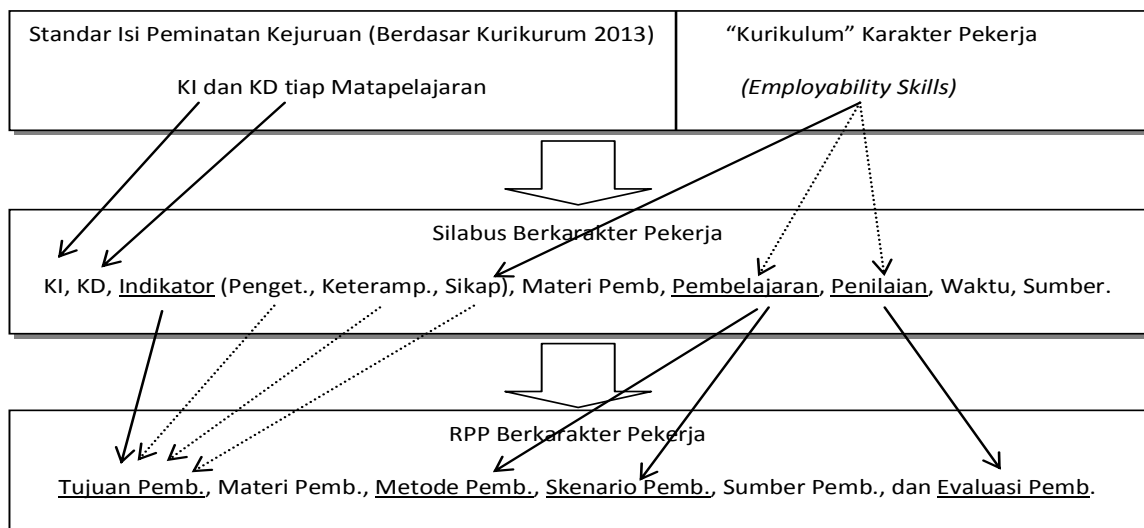 Standar Isi Peminatan Kejuruan (Berdasar Kurikurum 2013)
KI dan KD tiap Matapelajaran
“Kurikulum” Karakter Pekerja
(Employability Skills)
Silabus Berkarakter Pekerja
KI, KD, Indikator (Penget., Keteramp., Sikap), Materi Pemb, Pembelajaran, Penilaian, Waktu, Sumber.
RPP Berkarakter Pekerja
Tujuan Pemb., Materi Pemb., Metode Pemb., Skenario Pemb., Sumber Pemb., dan Evaluasi Pemb.